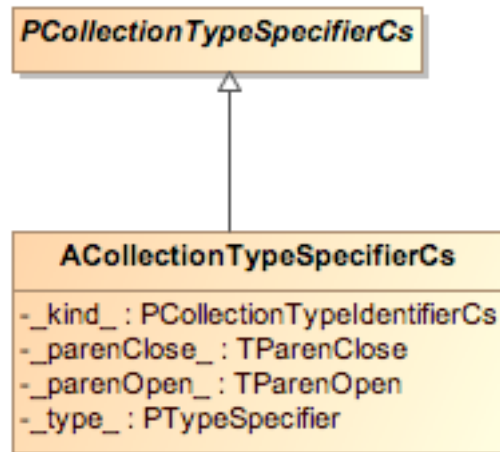 PCollectionTypeSpecifierCs
ACollectionTypeSpecifierCs
-_kind_ : PCollectionTypeIdentifierCs
-_parenClose_ : TParenClose
-_parenOpen_ : TParenOpen
-_type_ : PTypeSpecifier